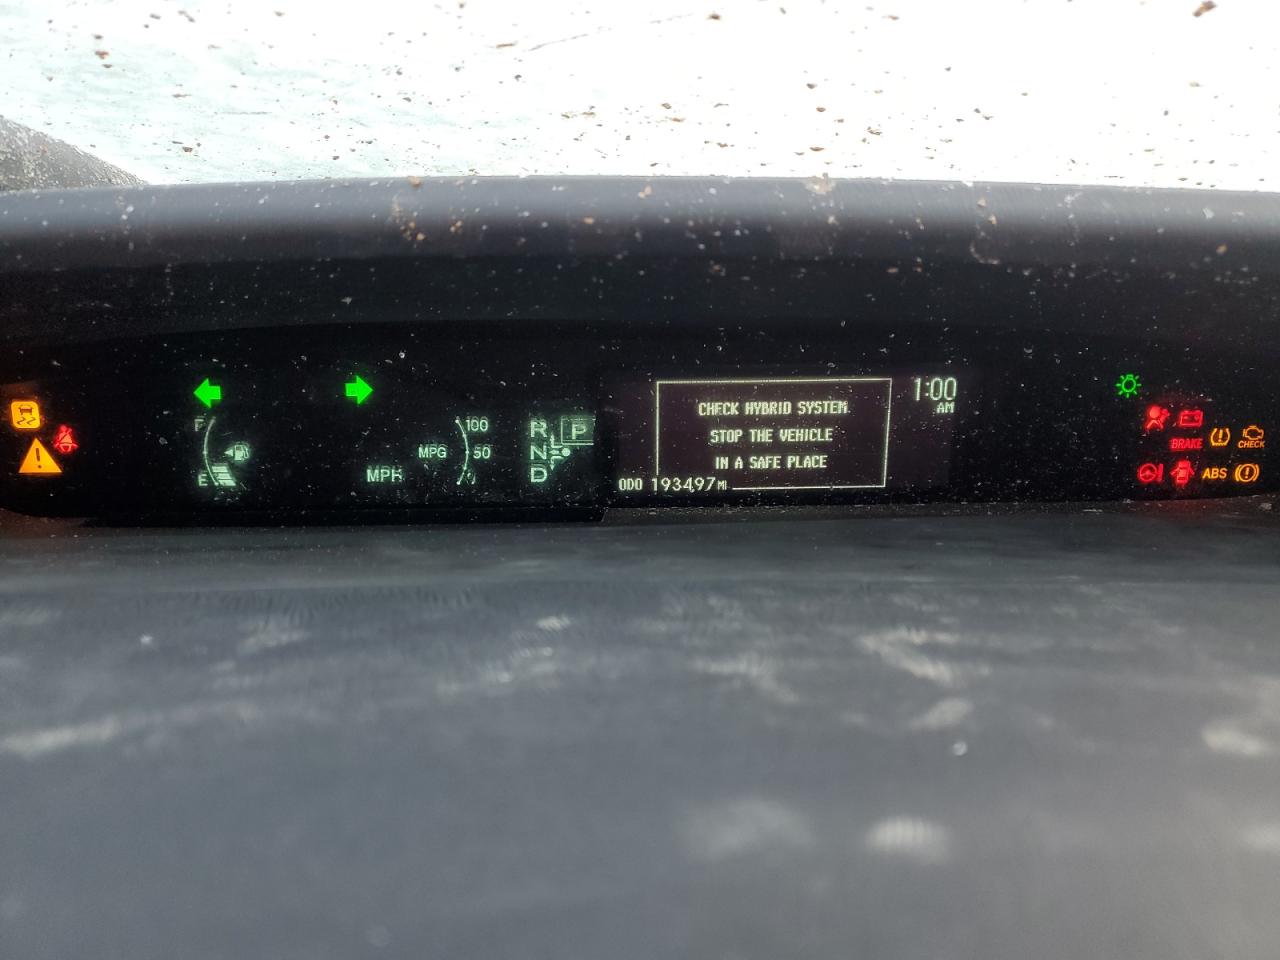 F
E
MPH
MPG
100
50
0
R
N
D
P
CHECK HYBRID SYSTEM
STOP THE VEHICLE
IN A SAFE PLACE
ODO 193497 MI
1:00
AM
BRAKE
CHECK
ABS